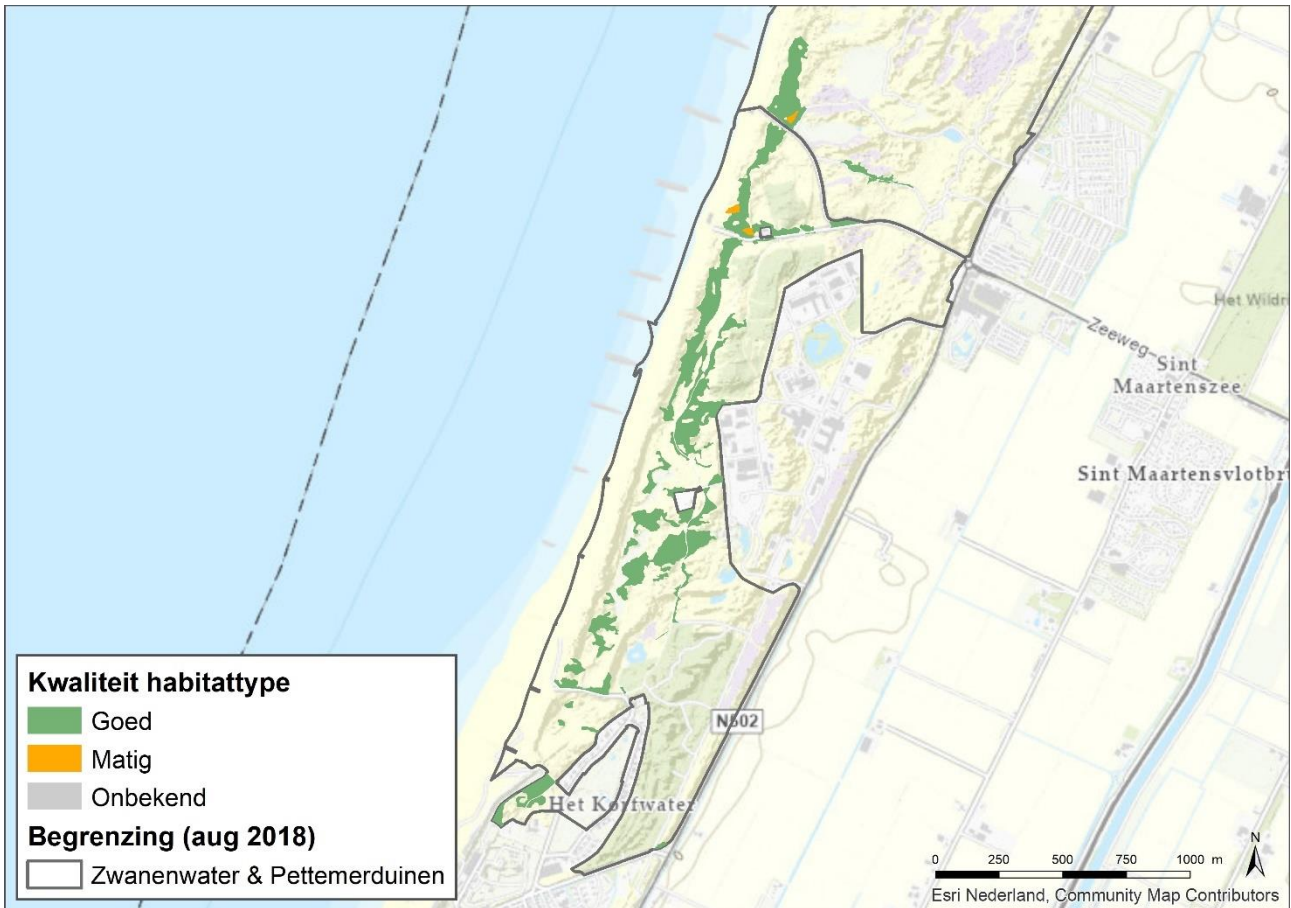 Het Wildri
Zeeweg
Sint
Maartenszee
Sint Maartensvlotbr
N502
Het Korfwater
Kwaliteit habitattype
Goed
Matig
Onbekend
Begrenzing (aug 2018)
Zwanenwater & Pettemerduinen
N
0 250 500 750 1000 m
Esri Nederland, Community Map Contributors